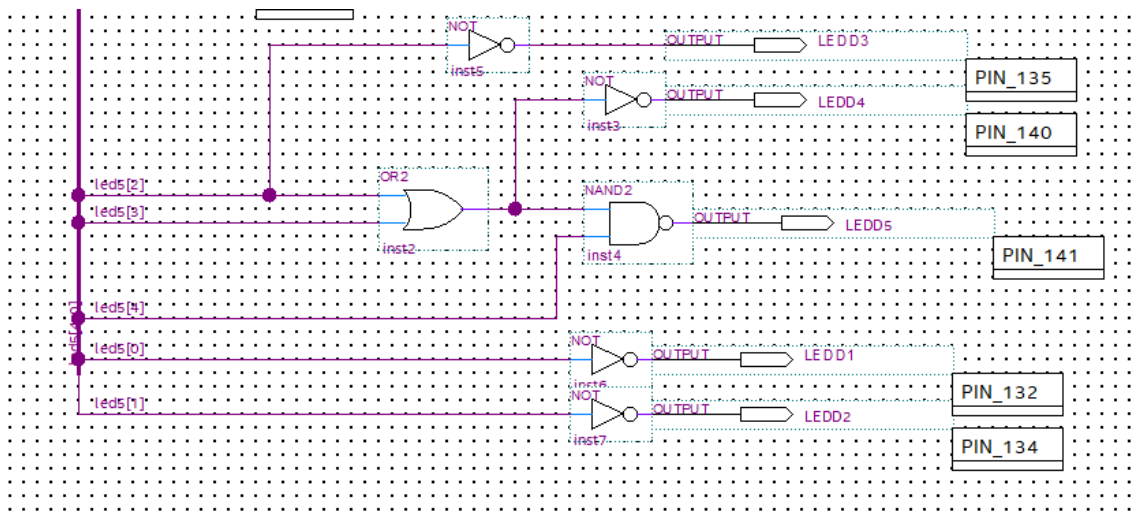 NOT
inst5
OUTPUT
LEDD3
PIN_135
NOT
inst3
OUTPUT
LEDD4
PIN_140
led5[2]
led5[3]
OR2
inst2
NAND2
inst4
OUTPUT
LEDD5
PIN_141
led5[4]
led5[0]
NOT
inst6
OUTPUT
LEDD1
PIN_132
led5[1]
NOT
inst7
OUTPUT
LEDD2
PIN_134